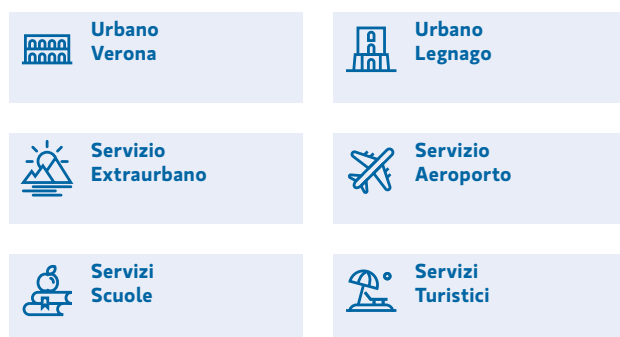 Urbano
Verona
Urbano
Legnago
Servizio
Extraurbano
Servizio
Aeroporto
Servizi
Scuole
Servizi
Turistici